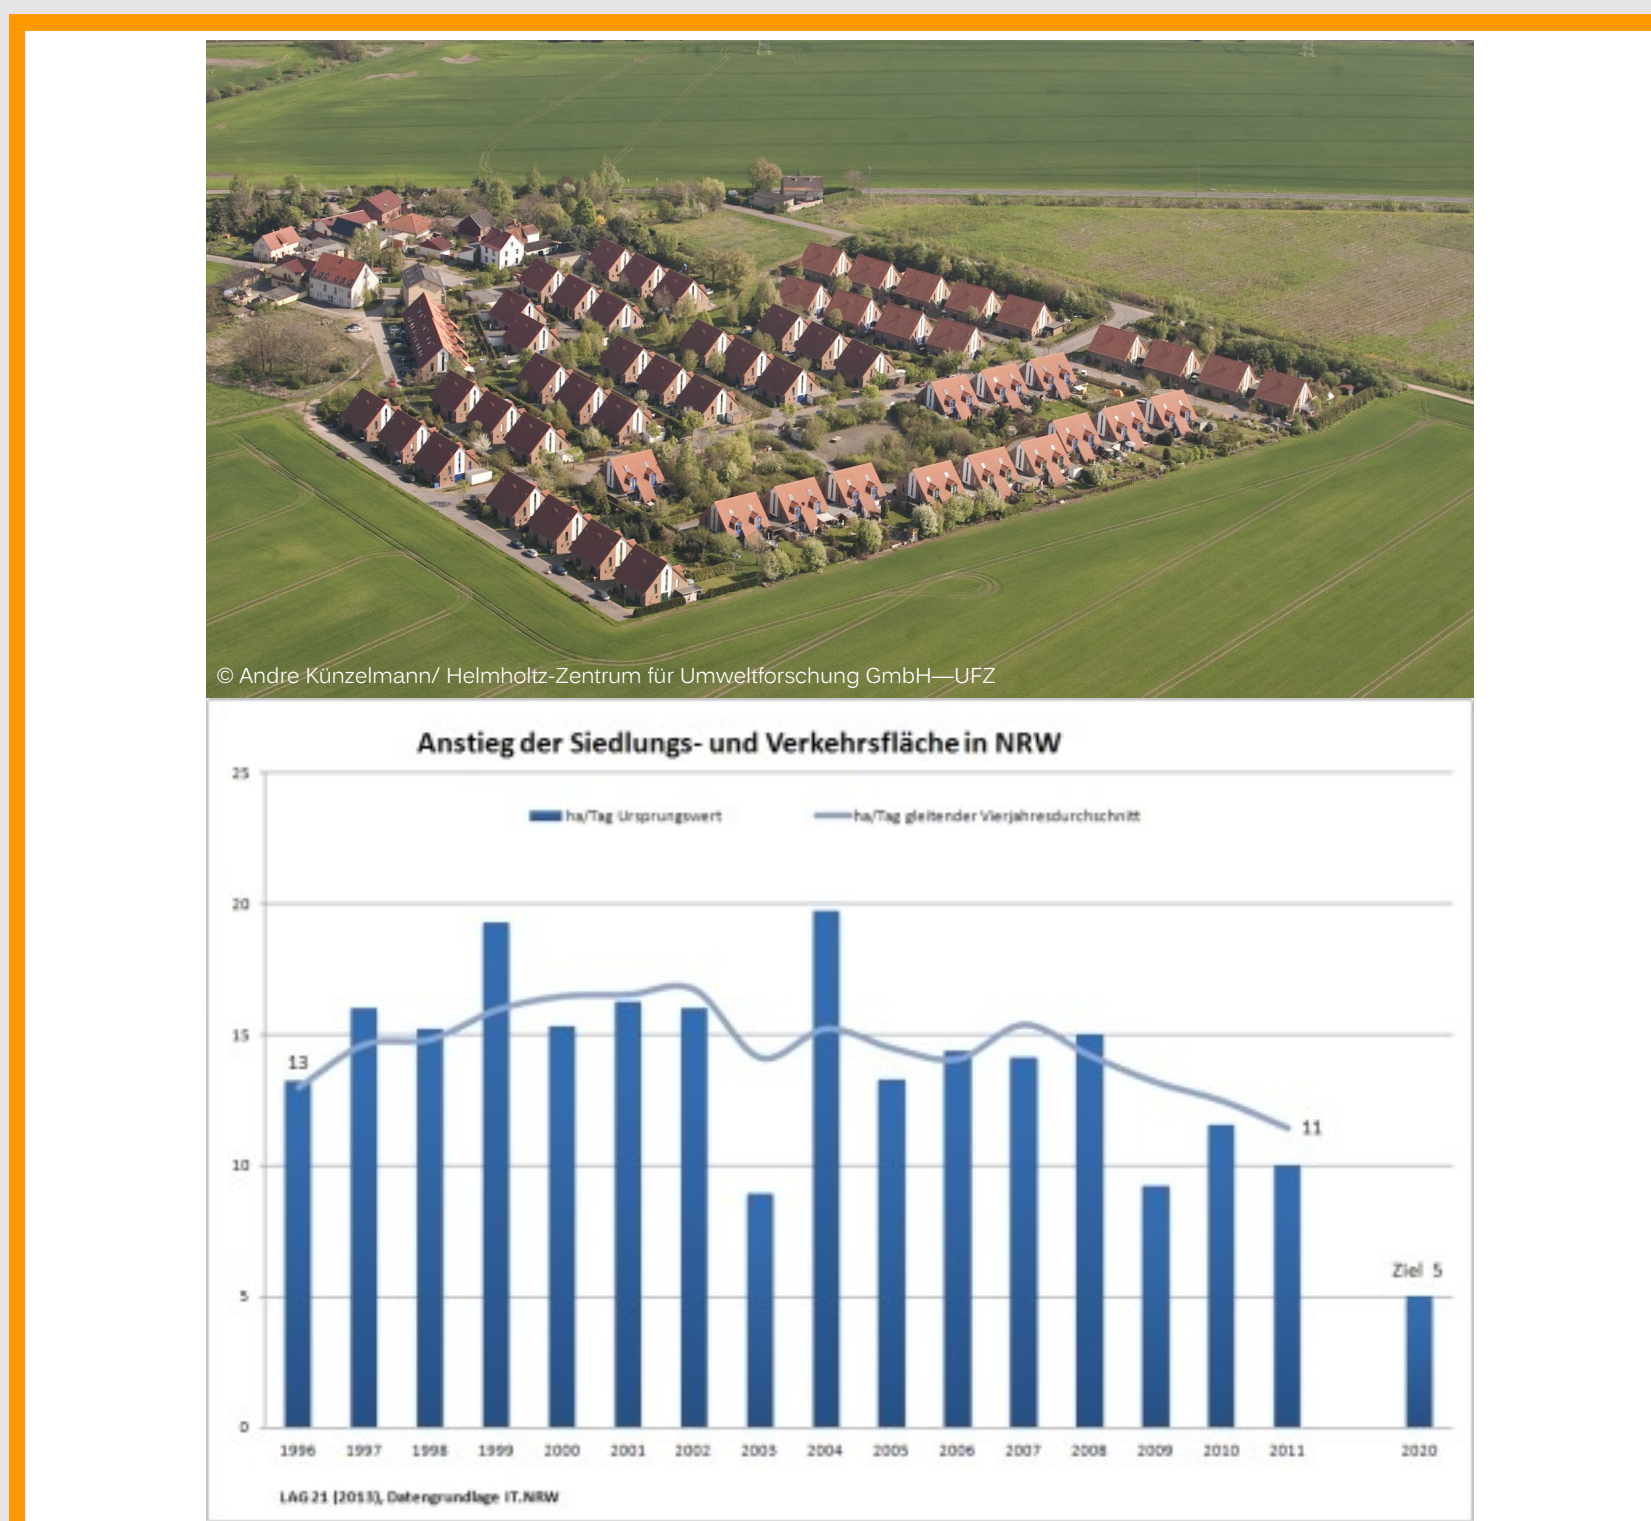 © Andre Künzelmann/ Helmholtz-Zentrum für Umweltforschung GmbH—UFZ
Anstieg der Siedlungs- und Verkehrsfläche in NRW
25
ha/Tag Ursprungswert ha/Tag gleitender Vierjahresdurchschnitt
20
15
13
11
10
Ziel 5
5
0
1996 1997 1998 1999 2000 2001 2002 2003 2004 2005 2006 2007 2008 2009 2010 2011 2020
LAG 21 (2013), Datengrundlage IT.NRW